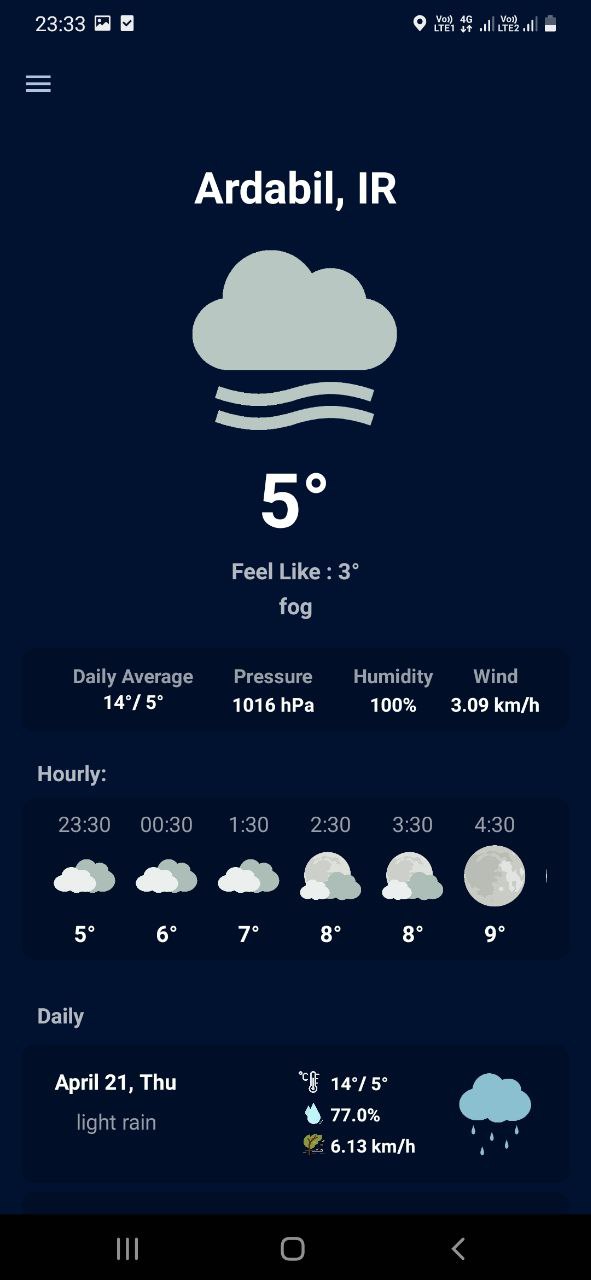 23:33 Vo)) LTE1 4G Vo)) LTE2
Ardabil, IR
5°
Feel Like : 3°
fog
Daily Average Pressure Humidity Wind
14°/ 5° 1016 hPa 100% 3.09 km/h
Hourly:
23:30 00:30 1:30 2:30 3:30 4:30
5° 6° 7° 8° 8° 9°
Daily
April 21, Thu °C 14°/ 5°
light rain 77.0%
6.13 km/h